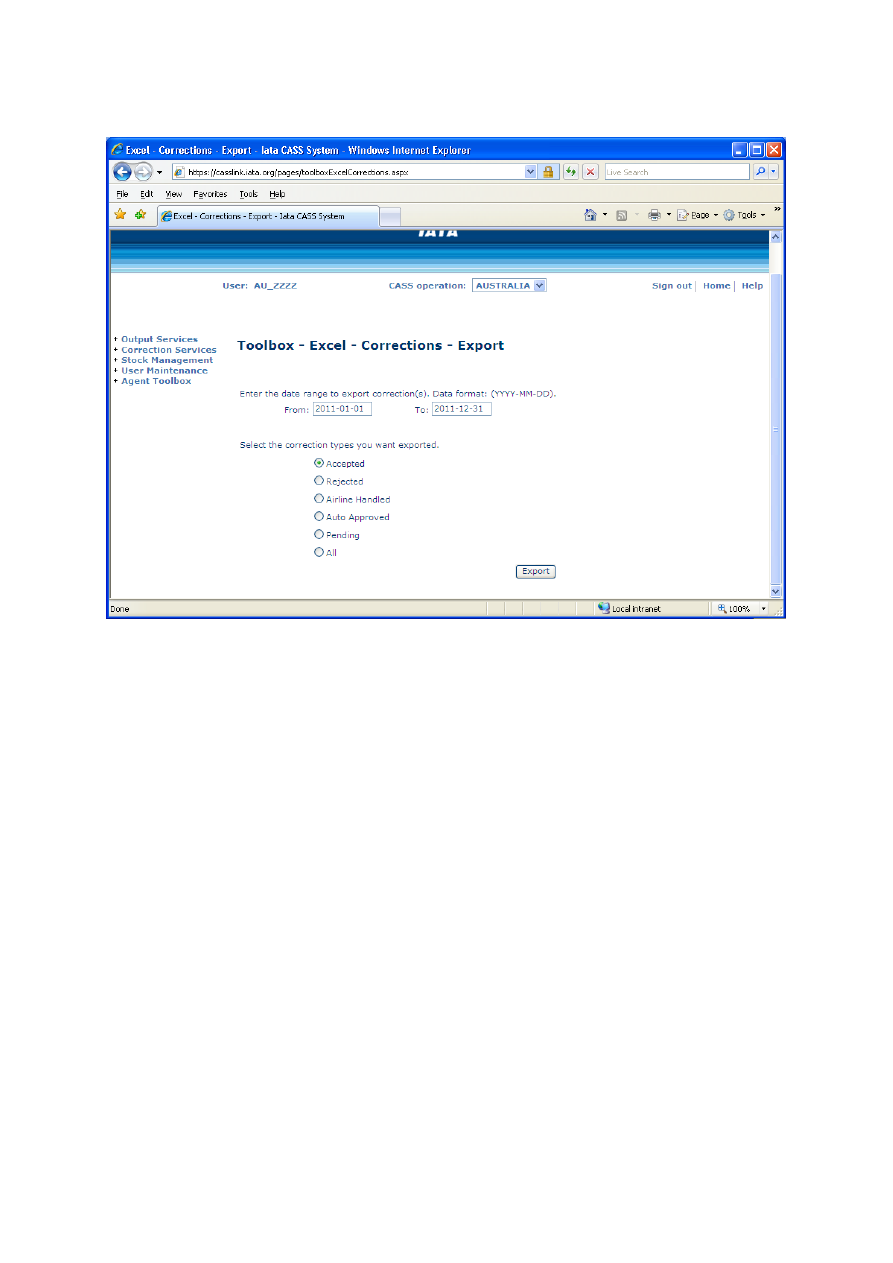 Excel - Corrections - Export - Iata CASS System - Windows Internet Explorer
https://casslink.iata.org/pages/toolboxExcelCorrections.aspx
Live Search
File Edit View Favorites Tools Help
Excel - Corrections - Export - Iata CASS System
Page Tools »
IATA
User: AU_ZZZZ CASS operation: AUSTRALIA Sign out | Home | Help
+ Output Services
+ Correction Services
+ Stock Management
+ User Maintenance
+ Agent Toolbox
Toolbox - Excel - Corrections - Export
Enter the date range to export correction(s). Data format: (YYYY-MM-DD).
From: 2011-01-01 To: 2011-12-31
Select the correction types you want exported.
Accepted
Rejected
Airline Handled
Auto Approved
Pending
All
Export
Done Local intranet 100%